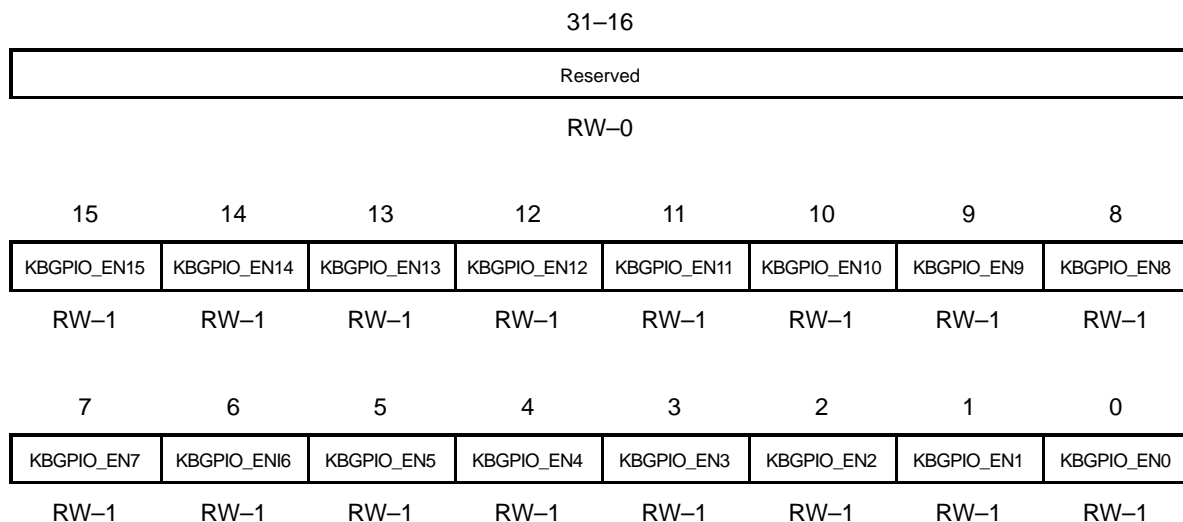 31–16
Reserved
RW–0
15 14 13 12 11 10 9 8
KBGPIO_EN15 KBGPIO_EN14 KBGPIO_EN13 KBGPIO_EN12 KBGPIO_EN11 KBGPIO_EN10 KBGPIO_EN9 KBGPIO_EN8
RW–1 RW–1 RW–1 RW–1 RW–1 RW–1 RW–1 RW–1
7 6 5 4 3 2 1 0
KBGPIO_EN7 KBGPIO_ENI6 KBGPIO_EN5 KBGPIO_EN4 KBGPIO_EN3 KBGPIO_EN2 KBGPIO_EN1 KBGPIO_EN0
RW–1 RW–1 RW–1 RW–1 RW–1 RW–1 RW–1 RW–1